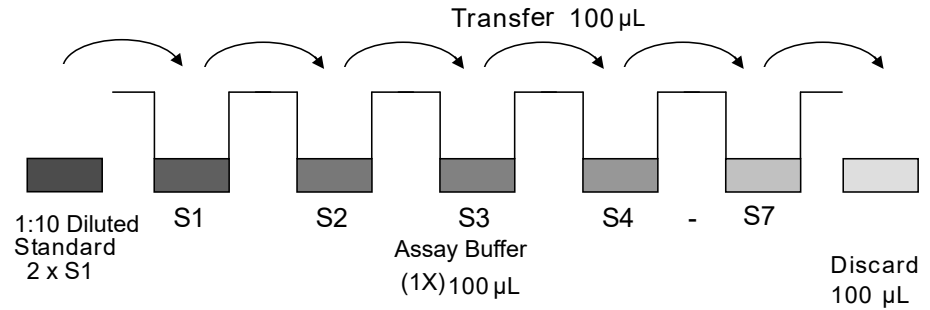 Transfer 100 µL
1:10 Diluted
Standard
2 x S1
S1
S2
S3
S4
-
S7
Assay Buffer
(1X) 100 µL
Discard
100 µL